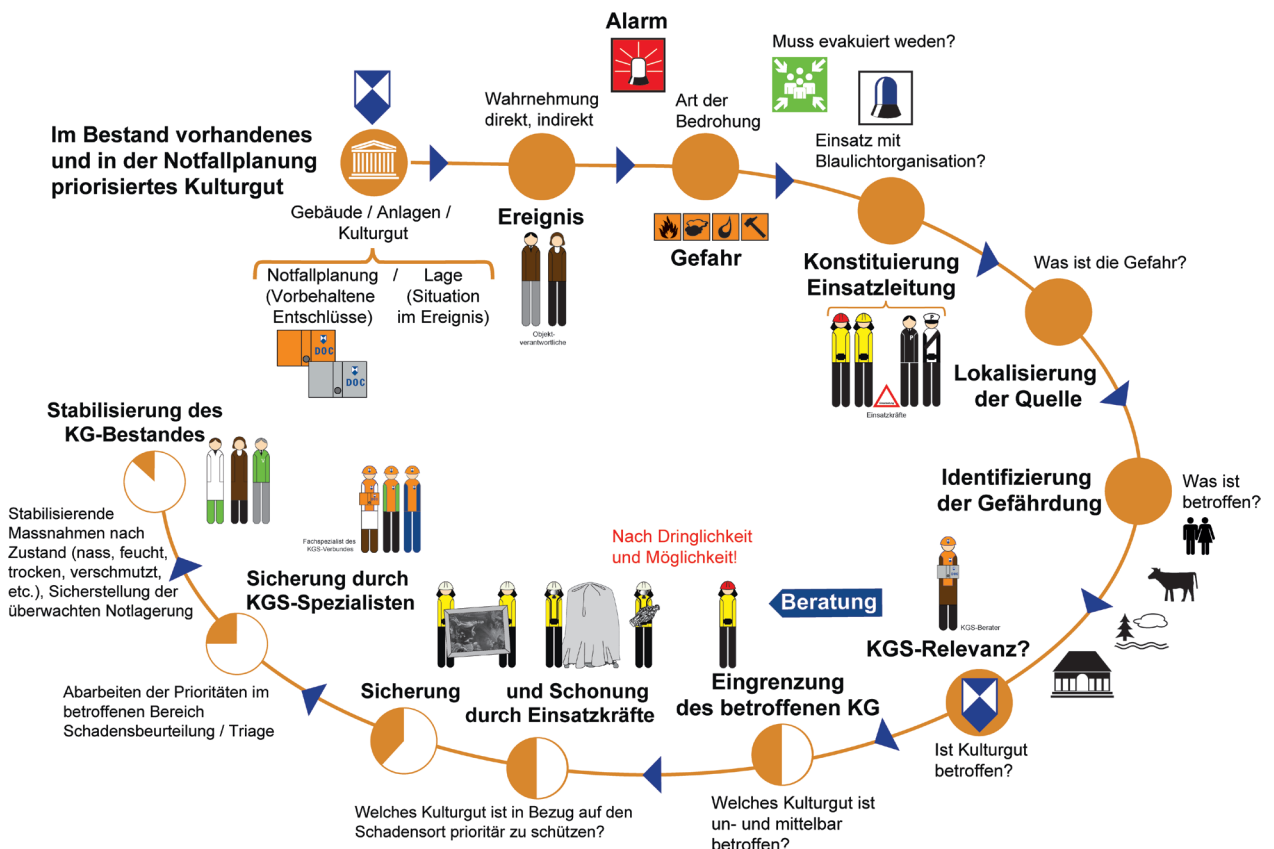 Im Bestand vorhandenes
und in der Notfallplanung
priorisiertes Kulturgut
Gebäude / Anlagen /
Kulturgut
Notfallplanung / Lage
(Vorbehaltene (Situation
Entschlüsse) im Ereignis)
DOC
DOC
Wahrnehmung
direkt, indirekt
Ereignis
Objekt-
verantwortliche
Alarm
Art der
Bedrohung
Gefahr
Muss evakuiert weden?
Einsatz mit
Blaulichtorganisation?
Konstituierung
Einsatzleitung
Einsatzkräfte
Was ist die Gefahr?
Lokalisierung
der Quelle
Identifizierung
der Gefährdung
Was ist
betroffen?
KGS-Berater
KGS-Relevanz?
Ist Kulturgut
betroffen?
Beratung
Eingrenzung
des betroffenen KG
Welches Kulturgut ist
un- und mittelbar
betroffen?
Nach Dringlichkeit
und Möglichkeit!
Sicherung und Schonung
durch Einsatzkräfte
Welches Kulturgut ist in Bezug auf den
Schadensort prioritär zu schützen?
Fachspezialist des
KGS-Verbundes
Sicherung durch
KGS-Spezialisten
Abarbeiten der Prioritäten im
betroffenen Bereich
Schadensbeurteilung / Triage
Stabilisierung des
KG-Bestandes
Stabilisierende
Massnahmen nach
Zustand (nass, feucht,
trocken, verschmutzt,
etc.), Sicherstellung der
überwachten Notlagerung